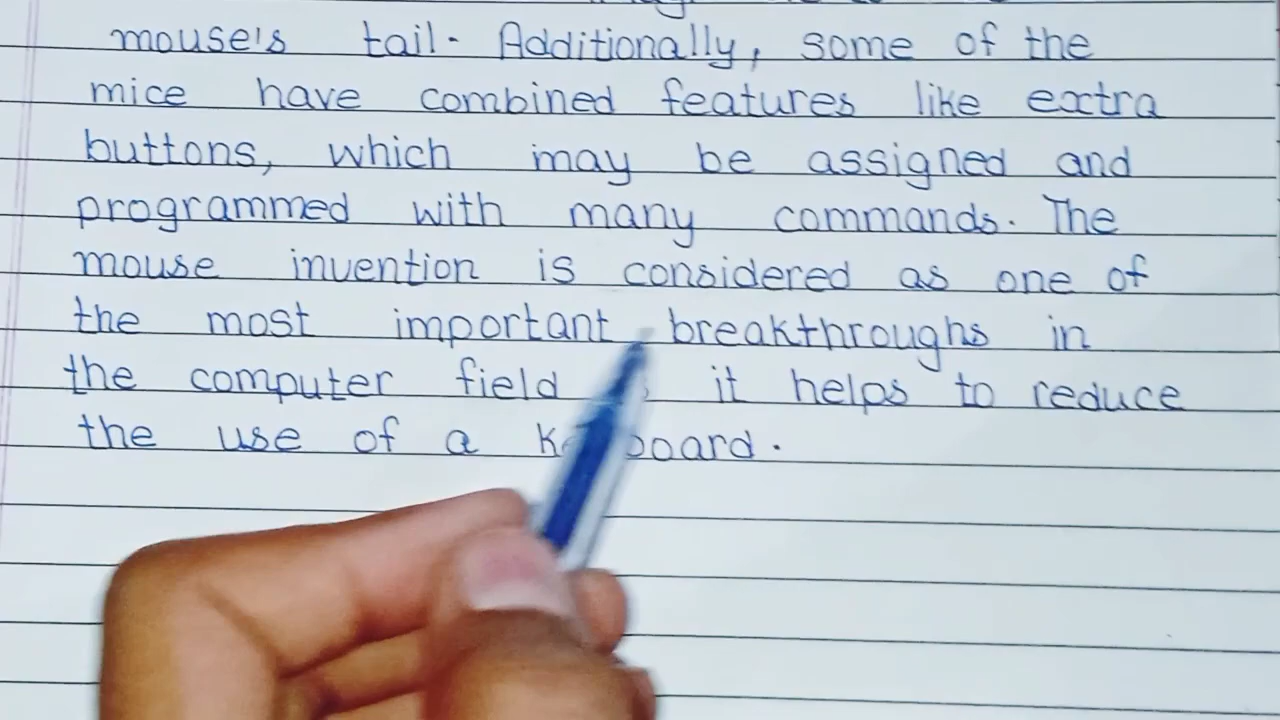 mouse's tail. Additionally, some of the
mice have combined features like extra
buttons, which may be assigned and
programmed with many commands. The
mouse invention is considered as one of
the most important breakthroughs in
the computer field it helps to reduce
the use of a keyboard.